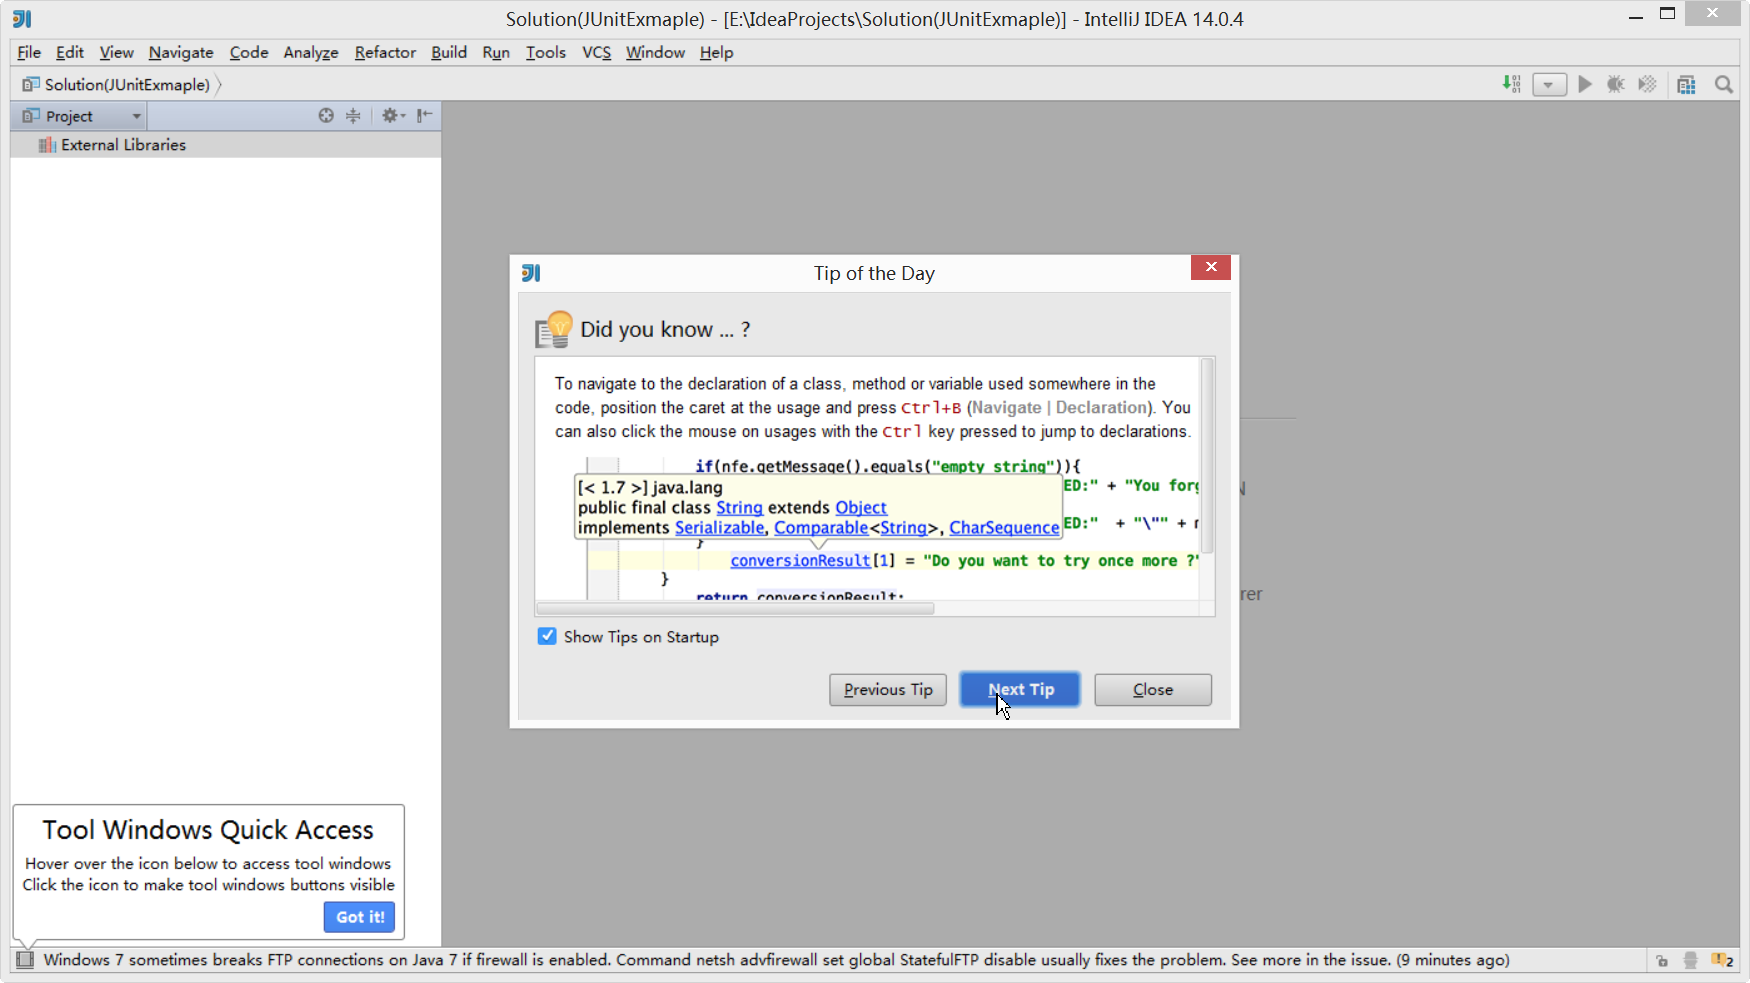 Solution(JUnitExmaple) - [E:\IdeaProjects\Solution(JUnitExmaple)] - IntelliJ IDEA 14.0.4
File Edit View Navigate Code Analyze Refactor Build Run Tools VCS Window Help
Solution(JUnitExmaple)
Project
External Libraries
Tip of the Day
Did you know ... ?
To navigate to the declaration of a class, method or variable used somewhere in the
code, position the caret at the usage and press Ctrl+B (Navigate | Declaration). You
can also click the mouse on usages with the Ctrl key pressed to jump to declarations.
if(nfe.getMessage().equals("empty string")){
[< 1.7 >] java.lang
ED:" + "You forg
public final class String extends Object
implements Serializable, Comparable<String>, CharSequence
ED:" + "\"" + n
}
conversionResult[1] = "Do you want to try once more ?"
}
return conversionResult;
Show Tips on Startup
Previous Tip Next Tip Close
N
rer
Tool Windows Quick Access
Hover over the icon below to access tool windows
Click the icon to make tool windows buttons visible
Got it!
Windows 7 sometimes breaks FTP connections on Java 7 if firewall is enabled. Command netsh advfirewall set global StatefulFTP disable usually fixes the problem. See more in the issue. (9 minutes ago)
2